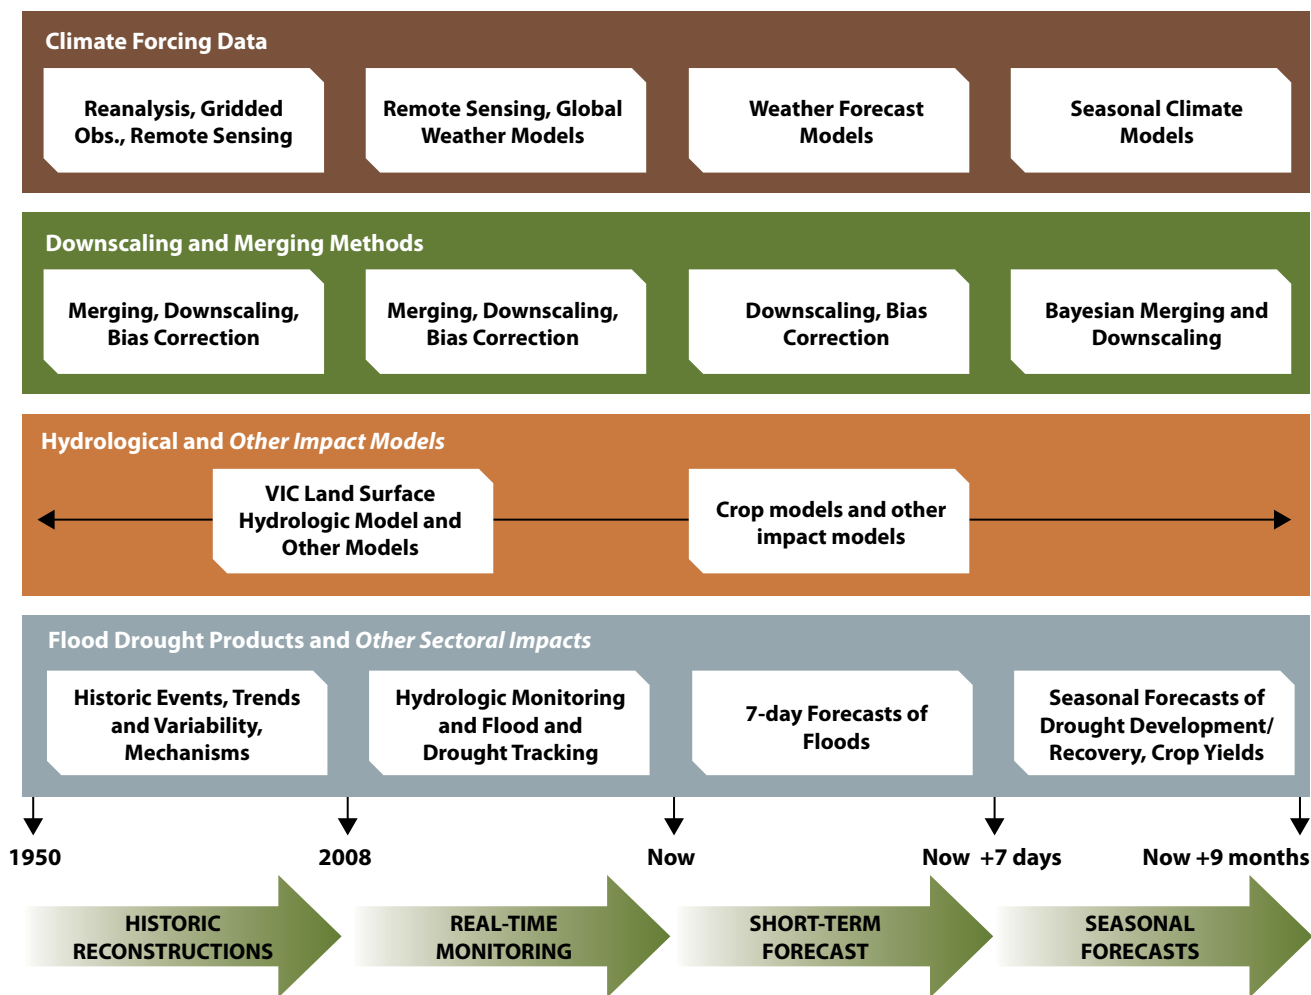 Climate Forcing Data
Reanalysis, Gridded
Obs., Remote Sensing
Remote Sensing, Global
Weather Models
Weather Forecast
Models
Seasonal Climate
Models
Downscaling and Merging Methods
Merging, Downscaling,
Bias Correction
Merging, Downscaling,
Bias Correction
Downscaling, Bias
Correction
Bayesian Merging and
Downscaling
Hydrological and Other Impact Models
VIC Land Surface
Hydrologic Model and
Other Models
Crop models and other
impact models
Flood Drought Products and Other Sectoral Impacts
Historic Events, Trends
and Variability,
Mechanisms
Hydrologic Monitoring
and Flood and
Drought Tracking
7-day Forecasts of
Floods
Seasonal Forecasts of
Drought Development/
Recovery, Crop Yields
1950
2008
Now
Now +7 days
Now +9 months
HISTORIC
RECONSTRUCTIONS
REAL-TIME
MONITORING
SHORT-TERM
FORECAST
SEASONAL
FORECASTS